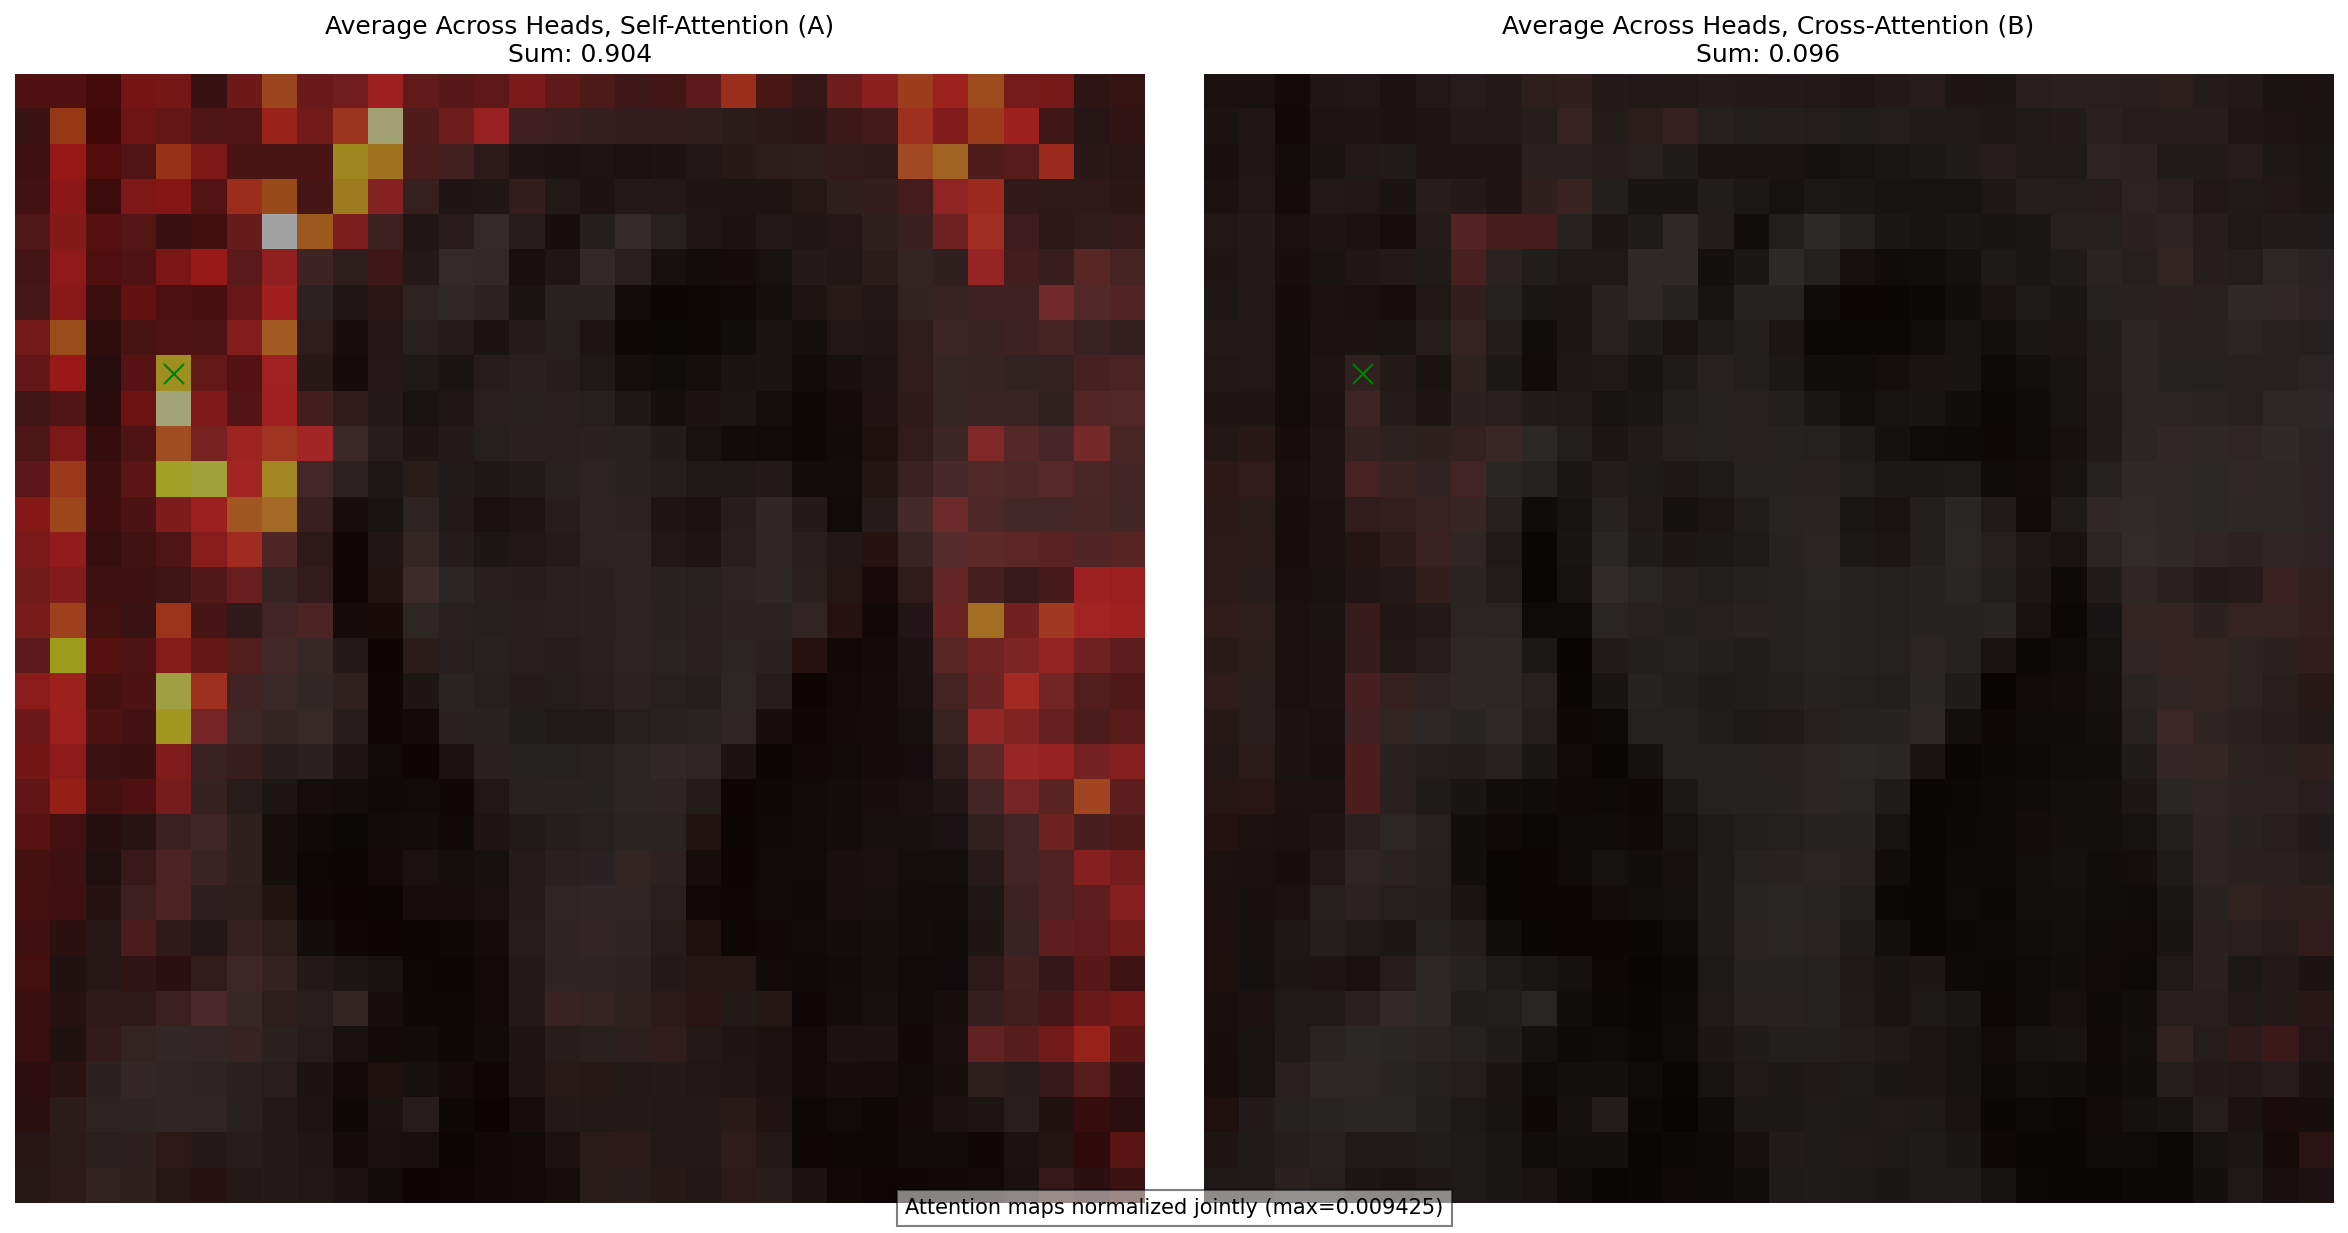 Average Across Heads, Self-Attention (A)
Sum: 0.904
Average Across Heads, Cross-Attention (B)
Sum: 0.096
Attention maps normalized jointly (max=0.009425)